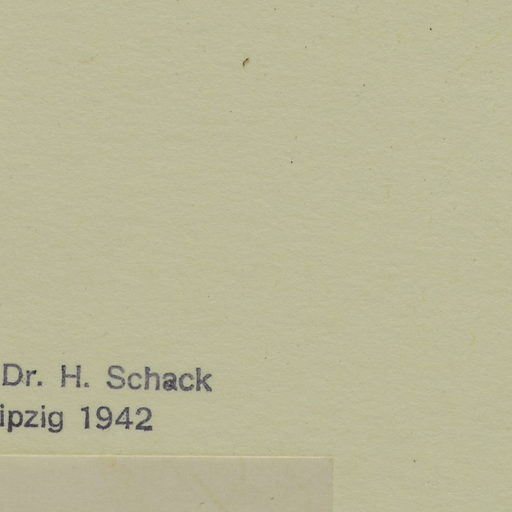 Dr. H. Schack
ipzig 1942